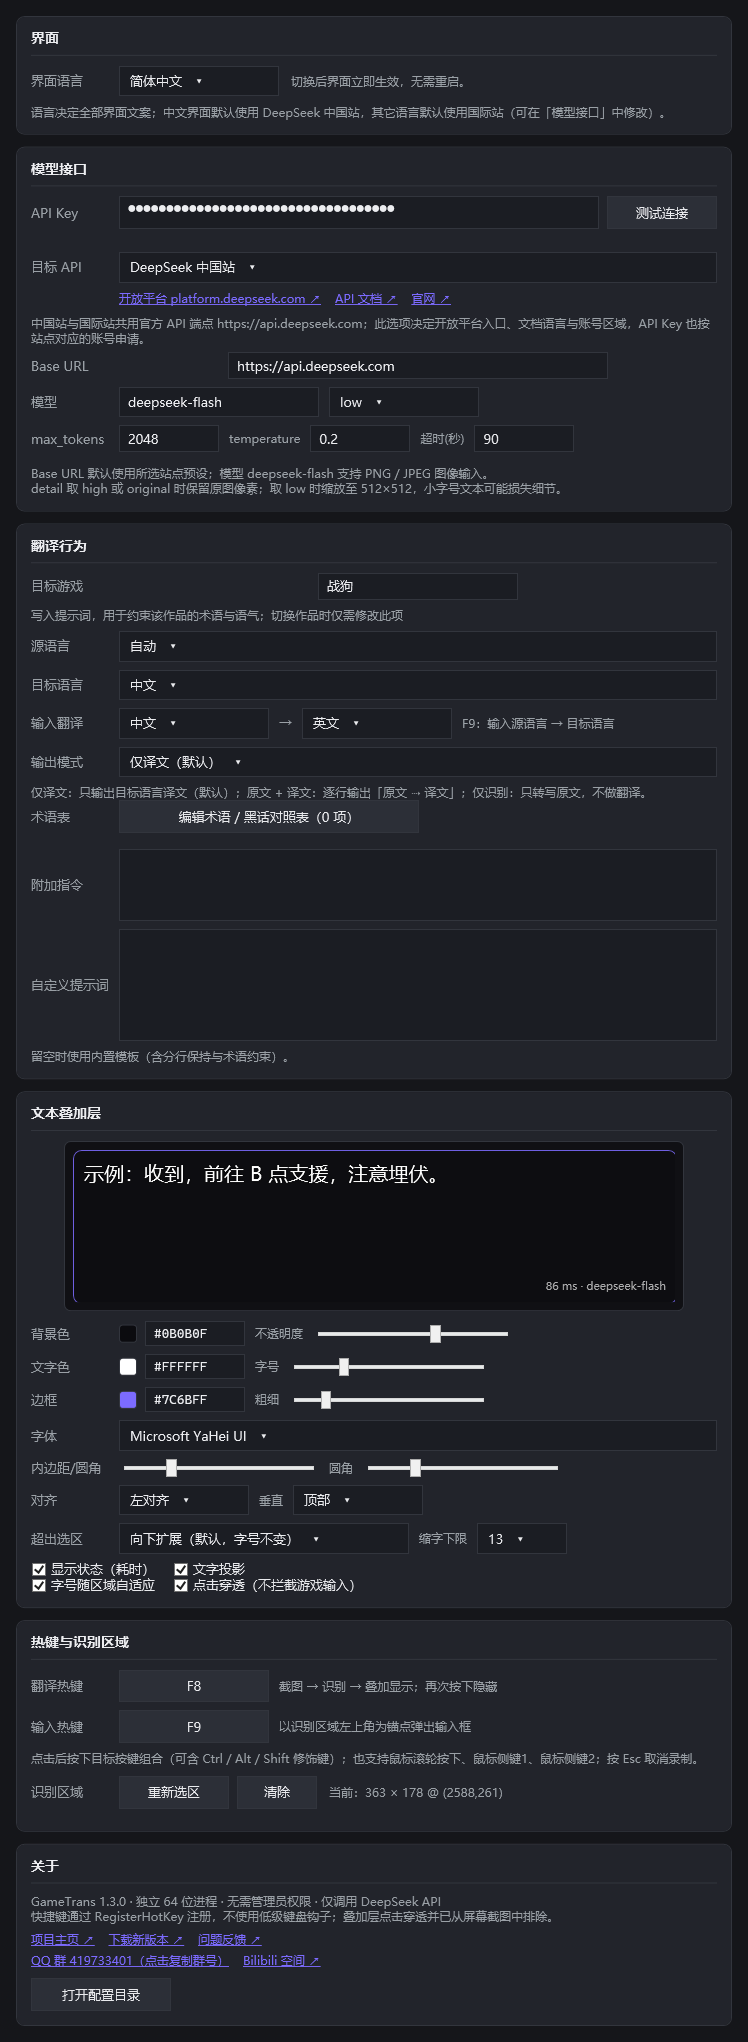 界面
界面语言 简体中文 ▾ 切换后界面立即生效，无需重启。
语言决定全部界面文案；中文界面默认使用 DeepSeek 中国站，其它语言默认使用国际站（可在「模型接口」中修改）。
模型接口
API Key ●●●●●●●●●●●●●●●●●●●●●●●●●●●●●●●●●●● 测试连接
目标 API DeepSeek 中国站 ▾
开放平台 platform.deepseek.com ↗ API 文档 ↗ 官网 ↗
中国站与国际站共用官方 API 端点 https://api.deepseek.com；此选项决定开放平台入口、文档语言与账号区域，API Key 也按
站点对应的账号申请。
Base URL https://api.deepseek.com
模型 deepseek-flash low ▾
max_tokens 2048 temperature 0.2 超时(秒) 90
Base URL 默认使用所选站点预设；模型 deepseek-flash 支持 PNG / JPEG 图像输入。
detail 取 high 或 original 时保留原图像素；取 low 时缩放至 512×512，小字号文本可能损失细节。
翻译行为
目标游戏 战狗
写入提示词，用于约束该作品的术语与语气；切换作品时仅需修改此项
源语言 自动 ▾
目标语言 中文 ▾
输入翻译 中文 ▾ → 英文 ▾ F9：输入源语言 → 目标语言
输出模式 仅译文（默认） ▾
仅译文：只输出目标语言译文（默认）；原文 + 译文：逐行输出「原文 → 译文」；仅识别：只转写原文，不做翻译。
术语表 编辑术语 / 黑话对照表（0 项）
附加指令
自定义提示词
留空时使用内置模板（含分行保持与术语约束）。
文本叠加层
示例：收到，前往 B 点支援，注意埋伏。
86 ms · deepseek-flash
背景色 #0B0B0F 不透明度
文字色 #FFFFFF 字号
边框 #7C6BFF 粗细
字体 Microsoft YaHei UI ▾
内边距/圆角 圆角
对齐 左对齐 ▾ 垂直 顶部 ▾
超出选区 向下扩展（默认，字号不变） ▾ 缩字下限 13 ▾
显示状态（耗时） 文字投影
字号随区域自适应 点击穿透（不拦截游戏输入）
热键与识别区域
翻译热键 F8 截图 → 识别 → 叠加显示；再次按下隐藏
输入热键 F9 以识别区域左上角为锚点弹出输入框
点击后按下目标按键组合（可含 Ctrl / Alt / Shift 修饰键）；也支持鼠标滚轮按下、鼠标侧键1、鼠标侧键2；按 Esc 取消录制。
识别区域 重新选区 清除 当前：363 × 178 @ (2588,261)
关于
GameTrans 1.3.0 · 独立 64 位进程 · 无需管理员权限 · 仅调用 DeepSeek API
快捷键通过 RegisterHotKey 注册，不使用低级键盘钩子；叠加层点击穿透并已从屏幕截图中排除。
项目主页 ↗ 下载新版本 ↗ 问题反馈 ↗
QQ 群 419733401（点击复制群号） Bilibili 空间 ↗
打开配置目录